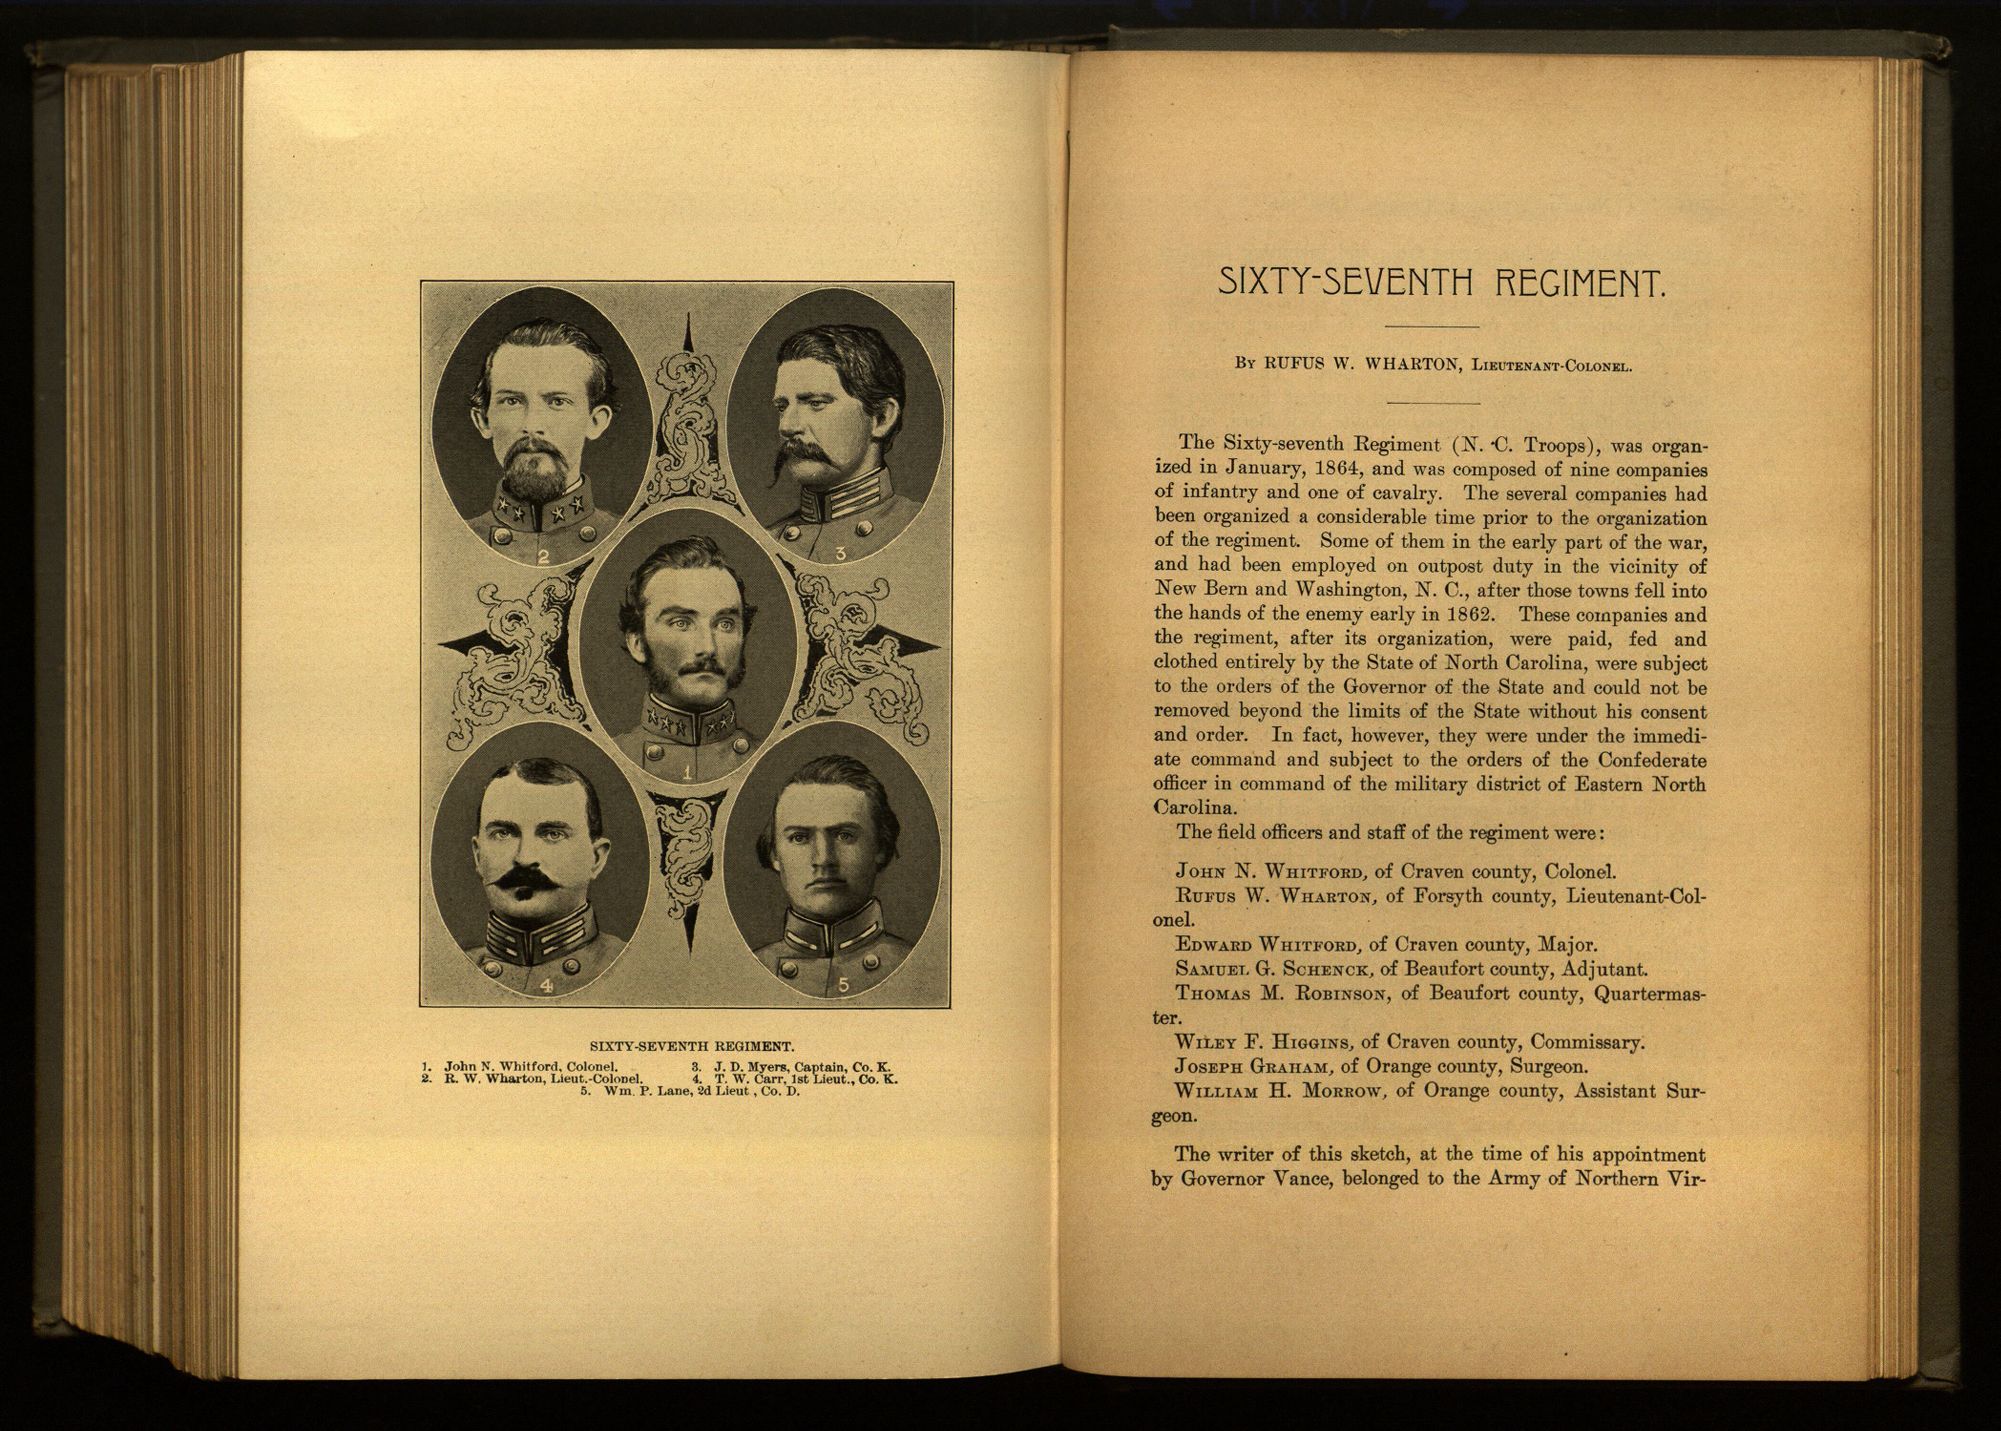 2
3
1
4
5
SIXTY-SEVENTH REGIMENT.
1. John N. Whitford, Colonel. 3. J. D. Myers, Captain, Co. K.
2. R. W. Wharton, Lieut.-Colonel. 4. T. W. Carr, 1st Lieut., Co. K.
5. Wm. P. Lane, 2d Lieut , Co. D.
SIXTY-SEVENTH REGIMENT.
By RUFUS W. WHARTON, Lieutenant-Colonel.
The Sixty-seventh Regiment (N. C. Troops), was organ-
ized in January, 1864, and was composed of nine companies
of infantry and one of cavalry. The several companies had
been organized a considerable time prior to the organization
of the regiment. Some of them in the early part of the war,
and had been employed on outpost duty in the vicinity of
New Bern and Washington, N. C., after those towns fell into
the hands of the enemy early in 1862. These companies and
the regiment, after its organization, were paid, fed and
clothed entirely by the State of North Carolina, were subject
to the orders of the Governor of the State and could not be
removed beyond the limits of the State without his consent
and order. In fact, however, they were under the immedi-
ate command and subject to the orders of the Confederate
officer in command of the military district of Eastern North
Carolina.
The field officers and staff of the regiment were:
John N. Whitford, of Craven county, Colonel.
Rufus W. Wharton, of Forsyth county, Lieutenant-Col-
onel.
Edward Whitford, of Craven county, Major.
Samuel G. Schenck, of Beaufort county, Adjutant.
Thomas M. Robinson, of Beaufort county, Quartermas-
ter.
Wiley F. Higgins, of Craven county, Commissary.
Joseph Graham, of Orange county, Surgeon.
William H. Morrow, of Orange county, Assistant Sur-
geon.
The writer of this sketch, at the time of his appointment
by Governor Vance, belonged to the Army of Northern Vir-